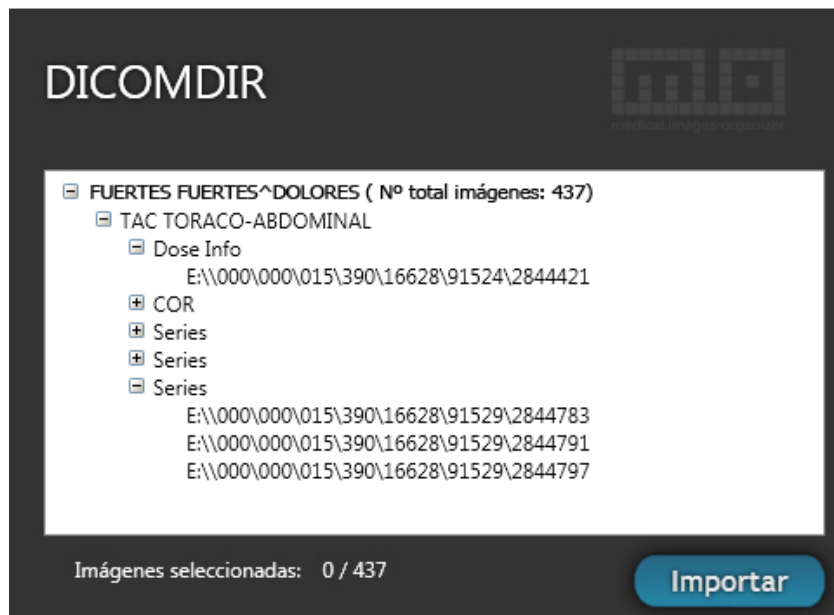 DICOMDIR
medical-images-organizer
FUERTES FUERTES^DOLORES ( Nº total imágenes: 437)
TAC TORACO-ABDOMINAL
Dose Info
E:\\000\000\015\390\16628\91524\2844421
COR
Series
Series
Series
E:\\000\000\015\390\16628\91529\2844783
E:\\000\000\015\390\16628\91529\2844791
E:\\000\000\015\390\16628\91529\2844797
Imágenes seleccionadas: 0 / 437
Importar